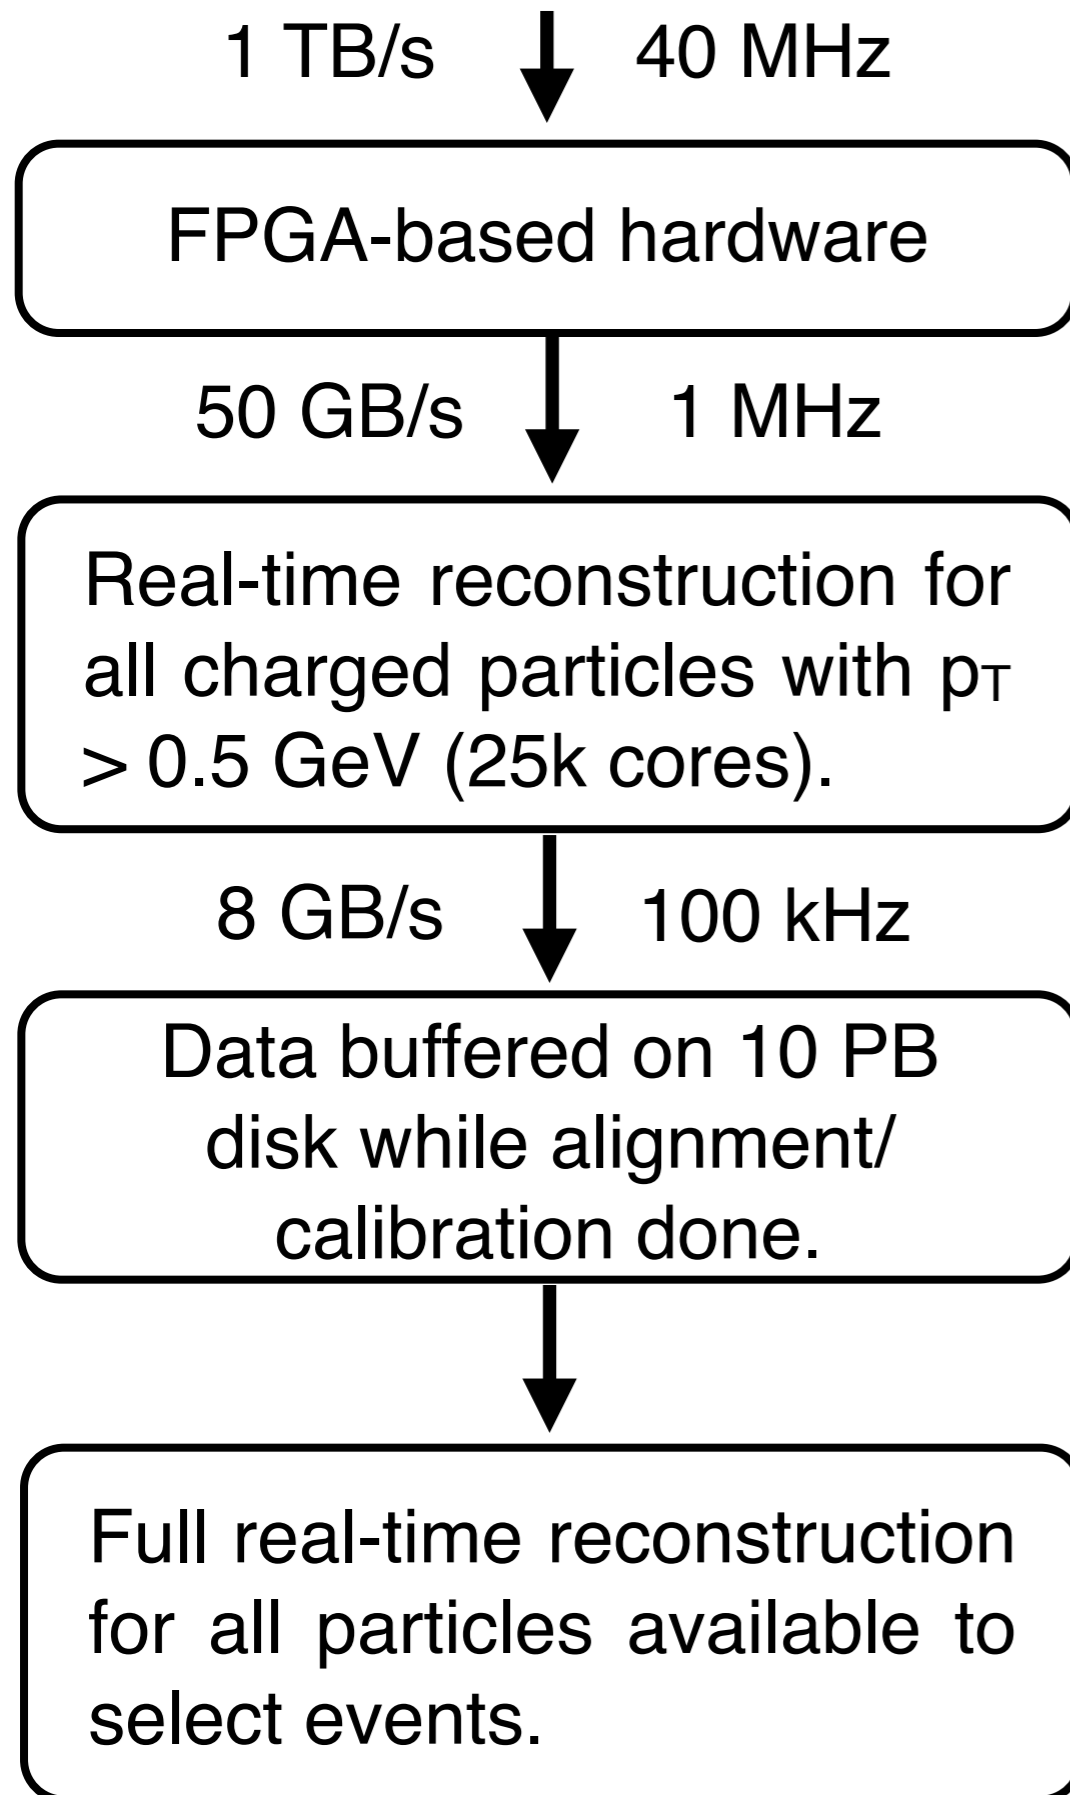 1 TB/s 40 MHz
FPGA-based hardware
50 GB/s 1 MHz
Real-time reconstruction for
all charged particles with pT
> 0.5 GeV (25k cores).
8 GB/s 100 kHz
Data buffered on 10 PB
disk while alignment/
calibration done.
Full real-time reconstruction
for all particles available to
select events.